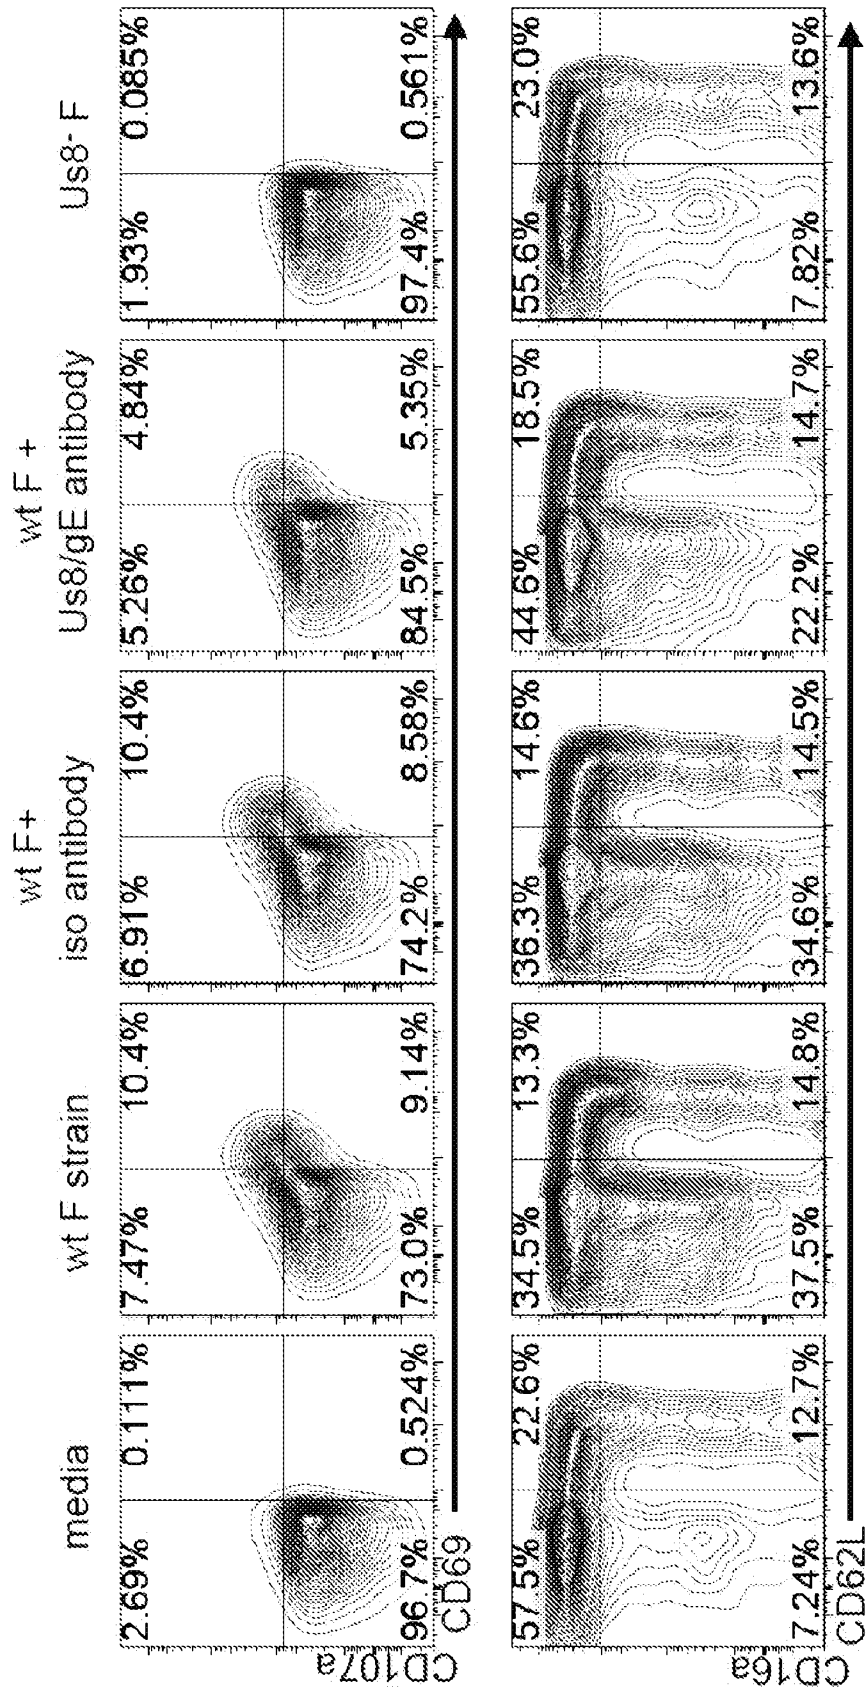 media
wt F strain
wt F+
iso antibody
wt F +
Us8/gE antibody
Us8- F
2.69% 0.111%
96.7% 0.524%
7.47% 10.4%
73.0% 9.14%
6.91% 10.4%
74.2% 8.58%
5.26% 4.84%
84.5% 5.35%
1.93% 0.085%
97.4% 0.561%
CD107a
CD69
57.5% 22.6%
7.24% 12.7%
34.5% 13.3%
37.5% 14.8%
36.3% 14.6%
34.6% 14.5%
44.6% 18.5%
22.2% 14.7%
55.6% 23.0%
7.82% 13.6%
CD16a
CD62L